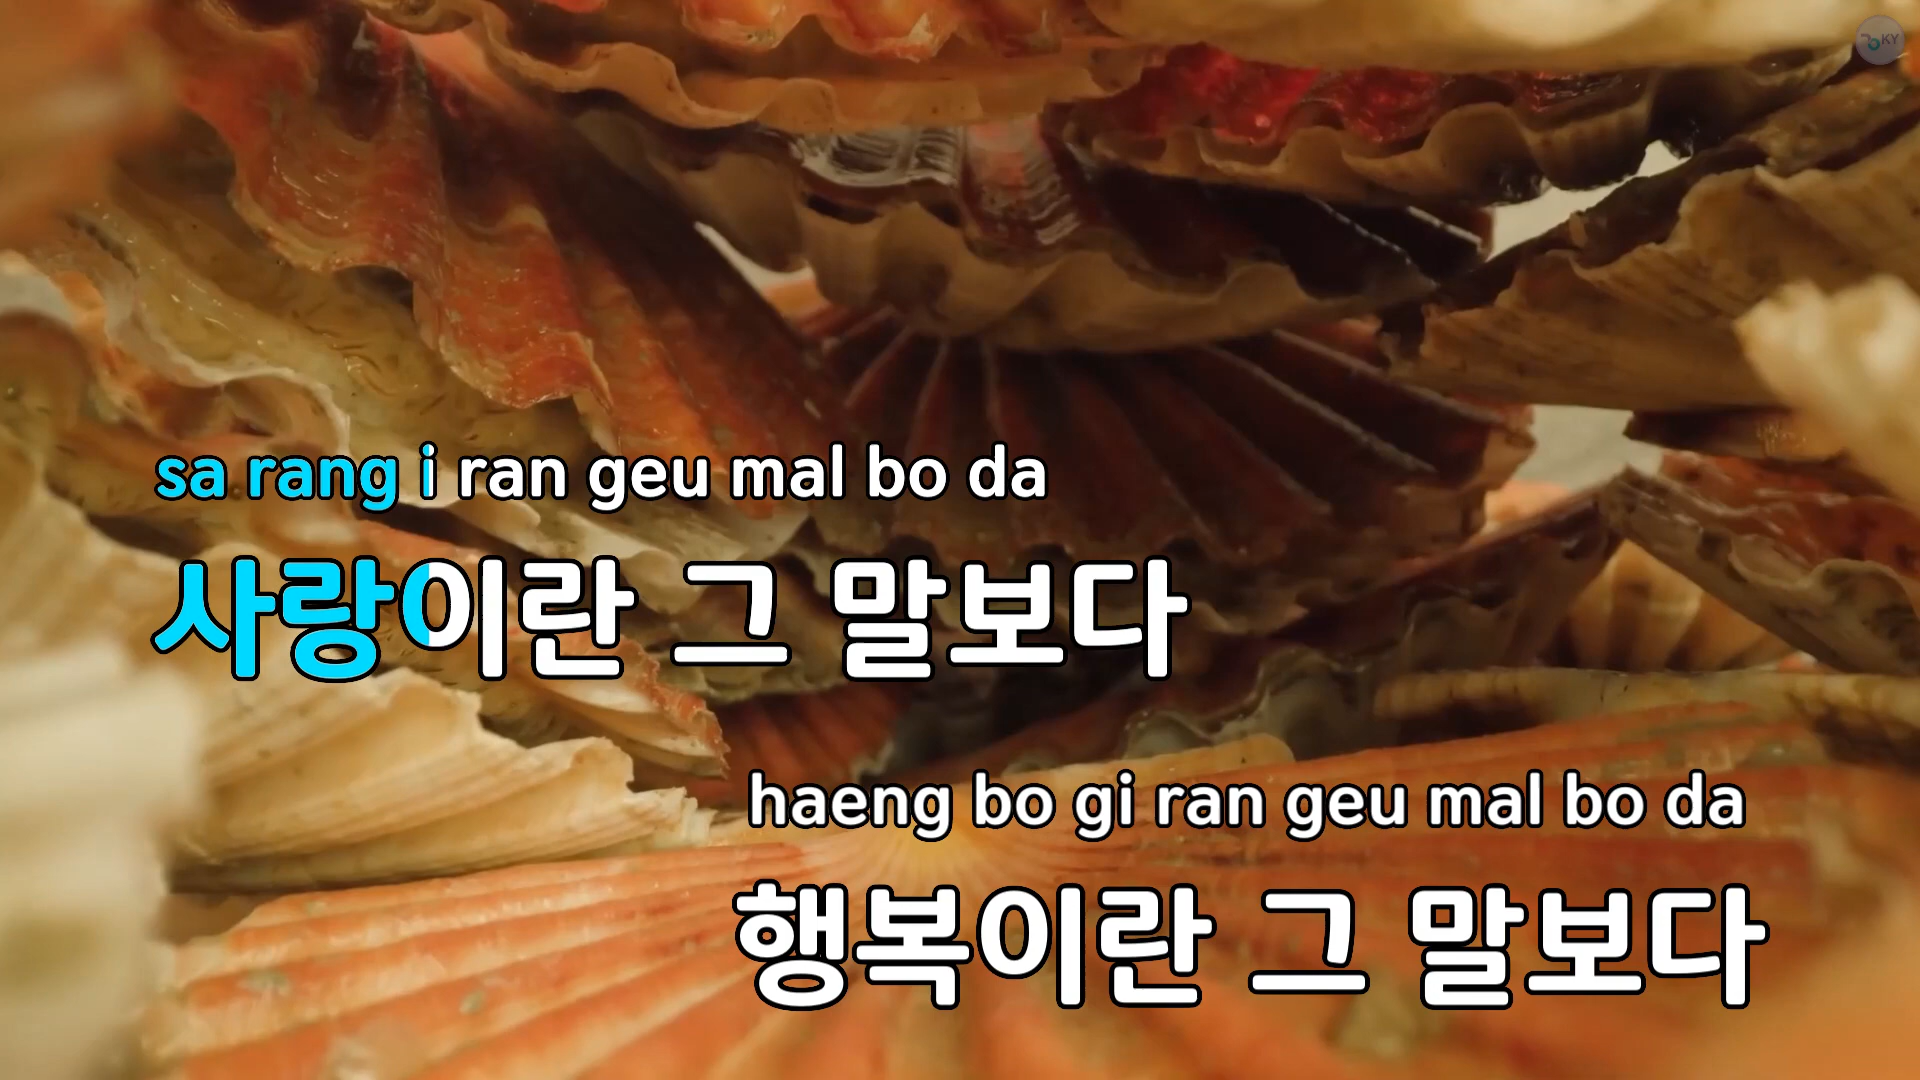 KY
sa rang i ran geu mal bo da
사랑이란 그 말보다
haeng bo gi ran geu mal bo da
행복이란 그 말보다